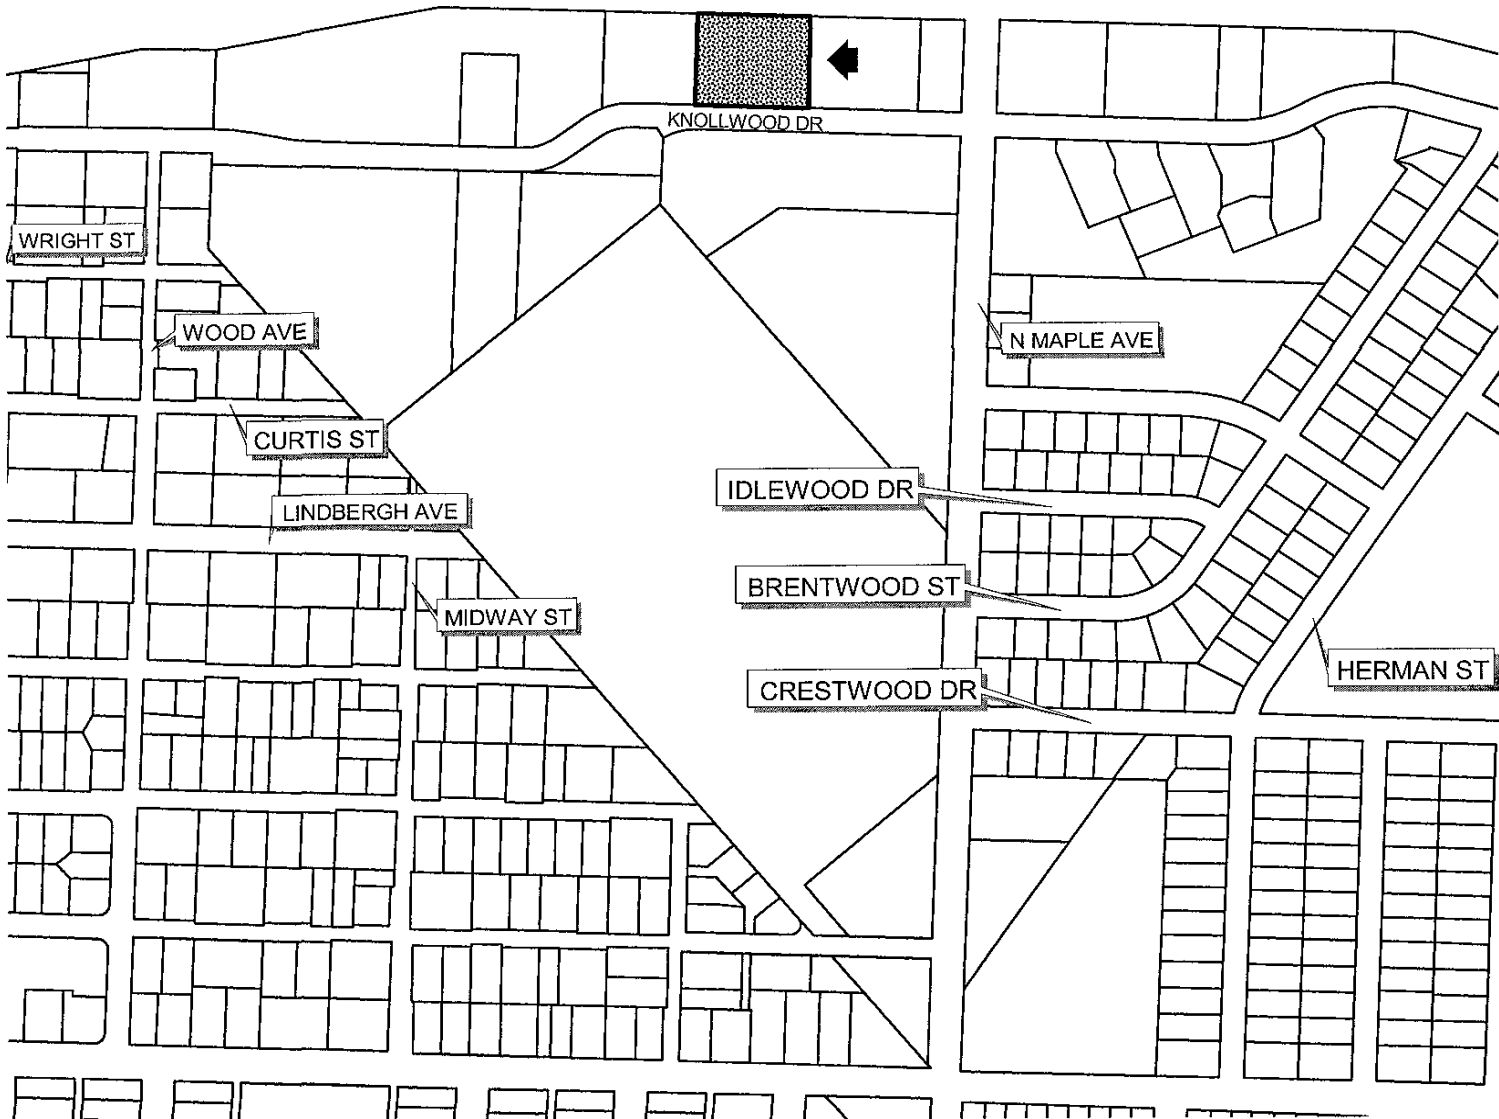 KNOLLWOOD DR
WRIGHT ST
WOOD AVE
N MAPLE AVE
CURTIS ST
IDLEWOOD DR
LINDBERGH AVE
BRENTWOOD ST
MIDWAY ST
HERMAN ST
CRESTWOOD DR